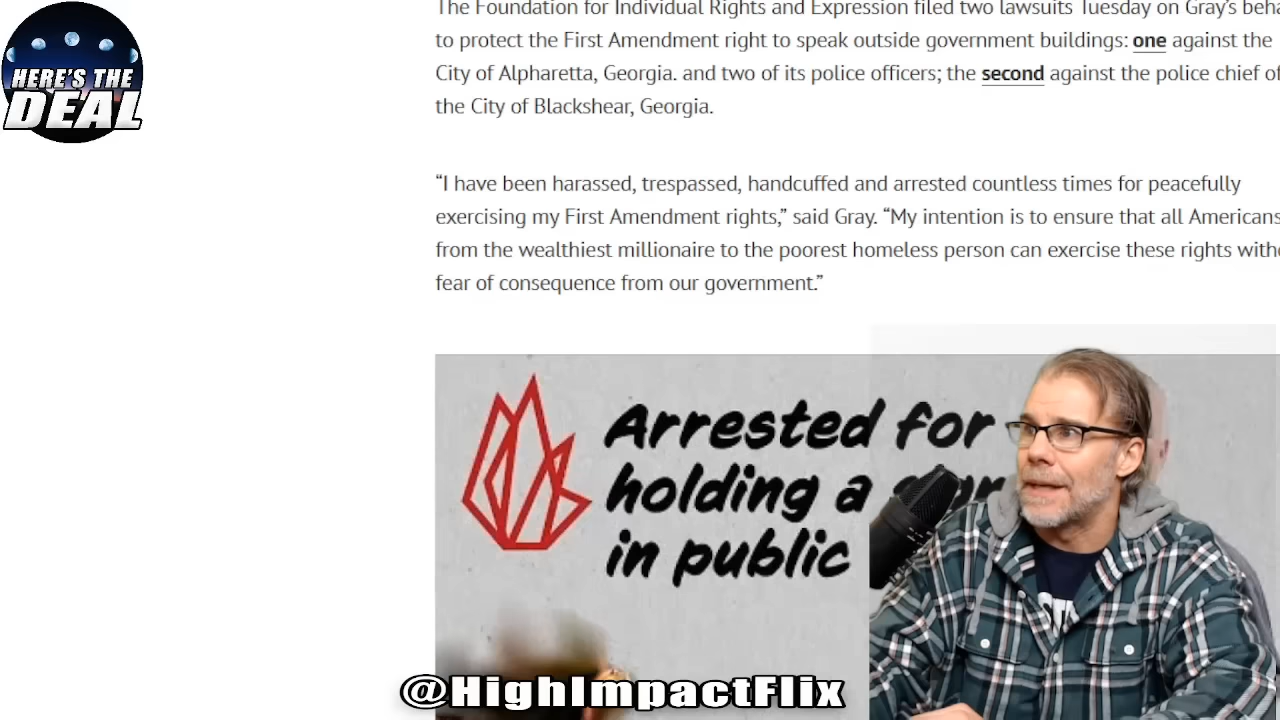 The Foundation for Individual Rights and Expression filed two lawsuits Tuesday on Gray's
to protect the First Amendment right to speak outside government buildings: one against the
City of Alpharetta, Georgia. and two of its police officers; the second against the police chief of
the City of Blackshear, Georgia.
“I have been harassed, trespassed, handcuffed and arrested countless times for peacefully
exercising my First Amendment rights,” said Gray. “My intention is to ensure that all Americans
from the wealthiest millionaire to the poorest homeless person can exercise these rights
fear of consequence from our government.”
HERE'S THE
DEAL
Arrested for
holding a
in public
@HighImpactFlix